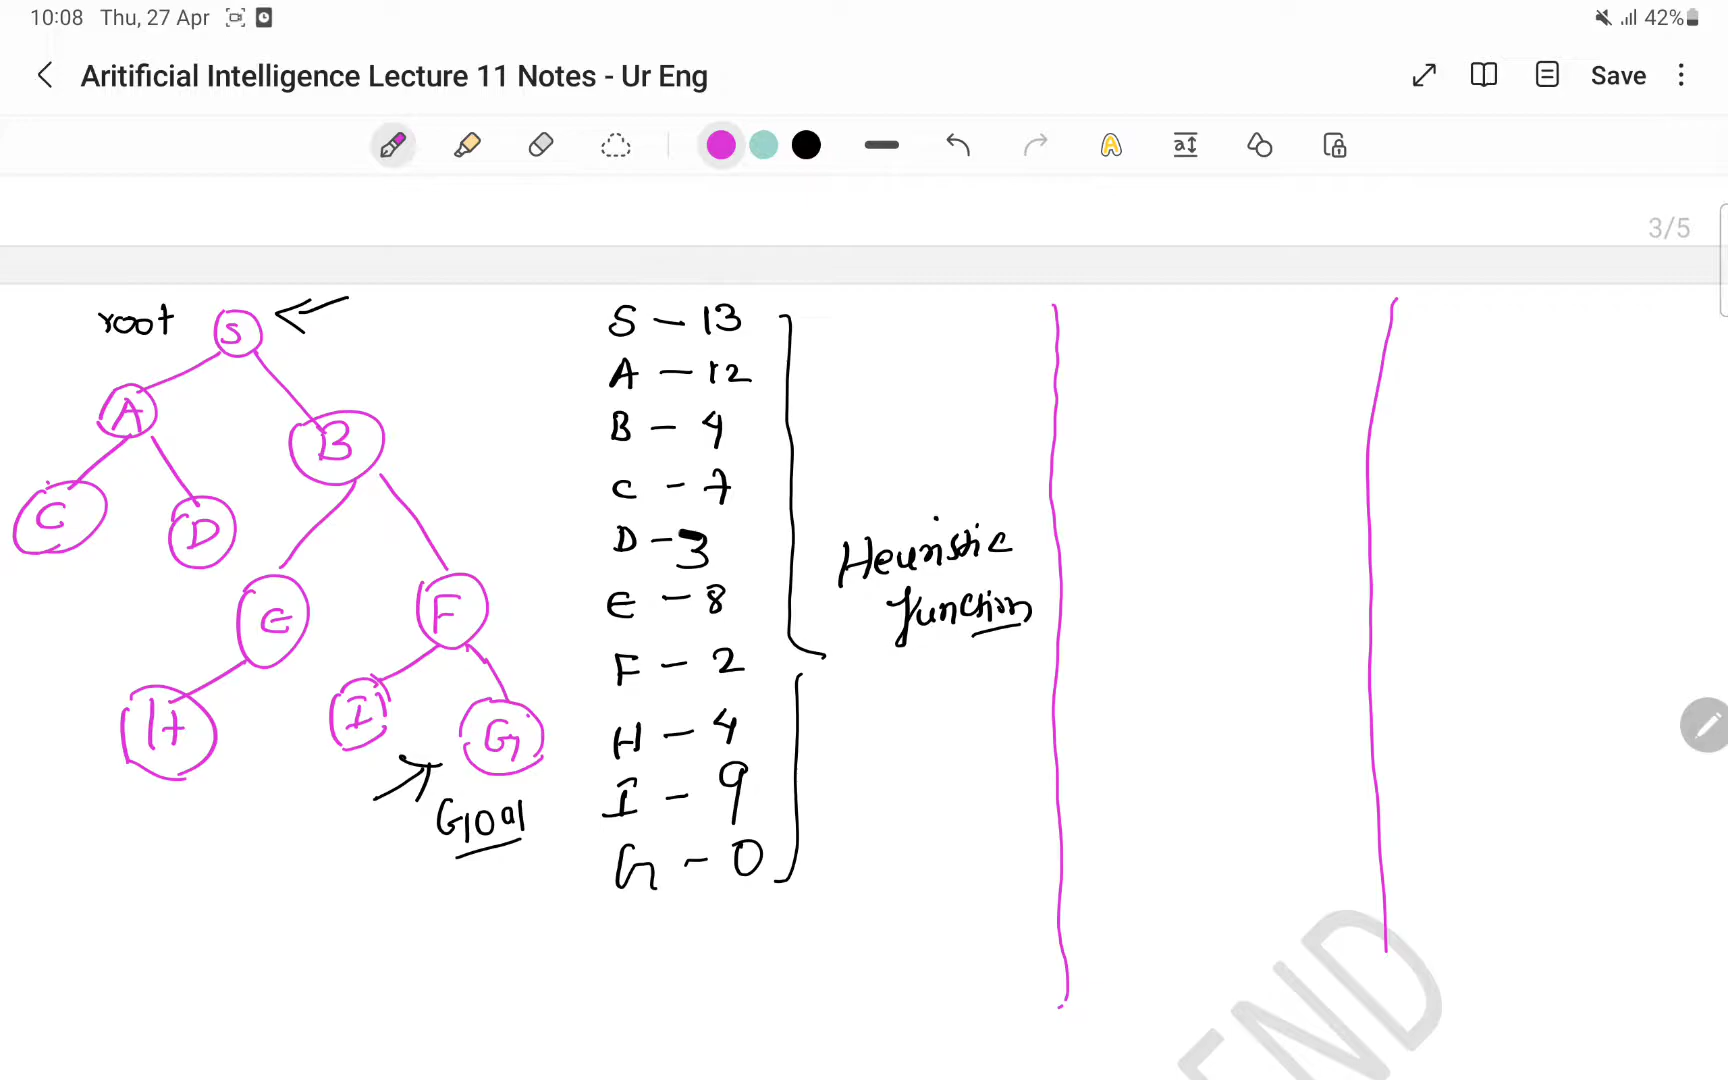 10:08 Thu, 27 Apr
42%
Aritificial Intelligence Lecture 11 Notes - Ur Eng
Save
3/5
root
S
A
B
C
D
E
F
H
I
G
Goal
S - 13
A - 12
B - 4
C - 7
D - 3
E - 8
F - 2
H - 4
I - 9
G - 0
Heuristic
function
END